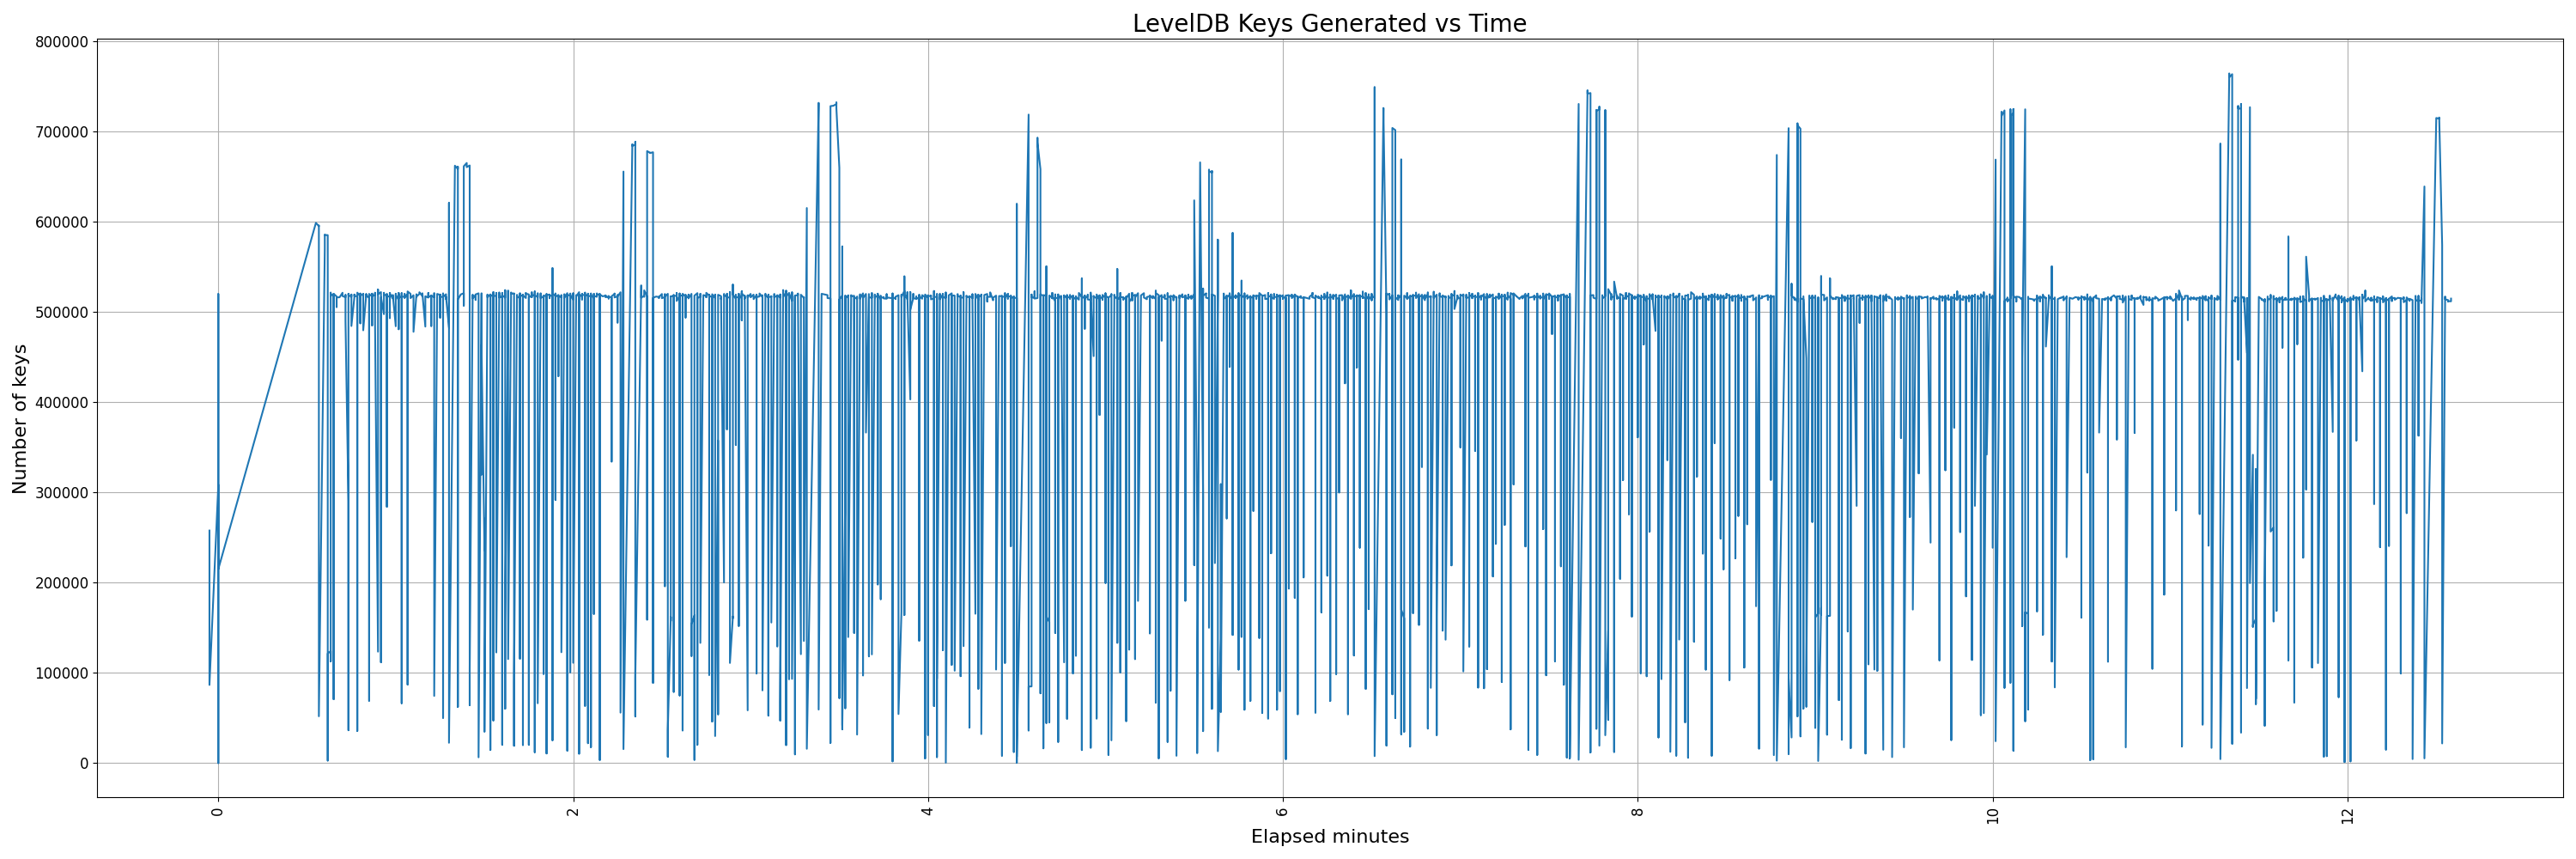 LevelDB Keys Generated vs Time
800000
700000
600000
500000
400000
300000
200000
100000
0
Number of keys
0 2 4 6 8 10 12
Elapsed minutes